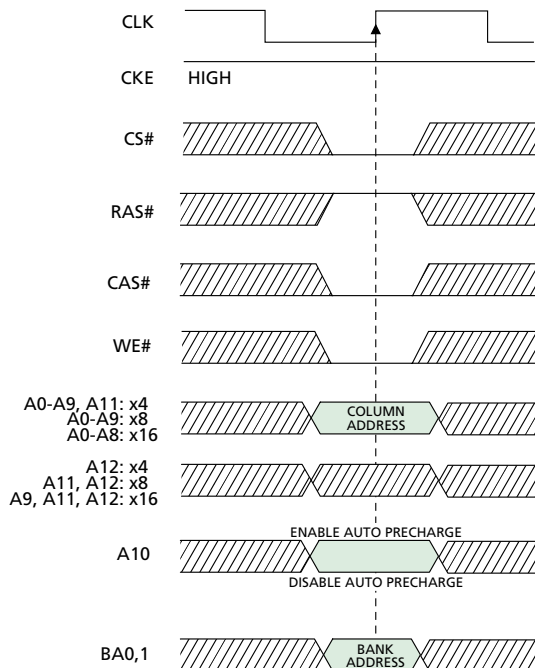 CLK
CKE HIGH
CS#
RAS#
CAS#
WE#
A0-A9, A11: x4
A0-A9: x8
A0-A8: x16
COLUMN
ADDRESS
A12: x4
A11, A12: x8
A9, A11, A12: x16
ENABLE AUTO PRECHARGE
A10
DISABLE AUTO PRECHARGE
BA0,1
BANK
ADDRESS